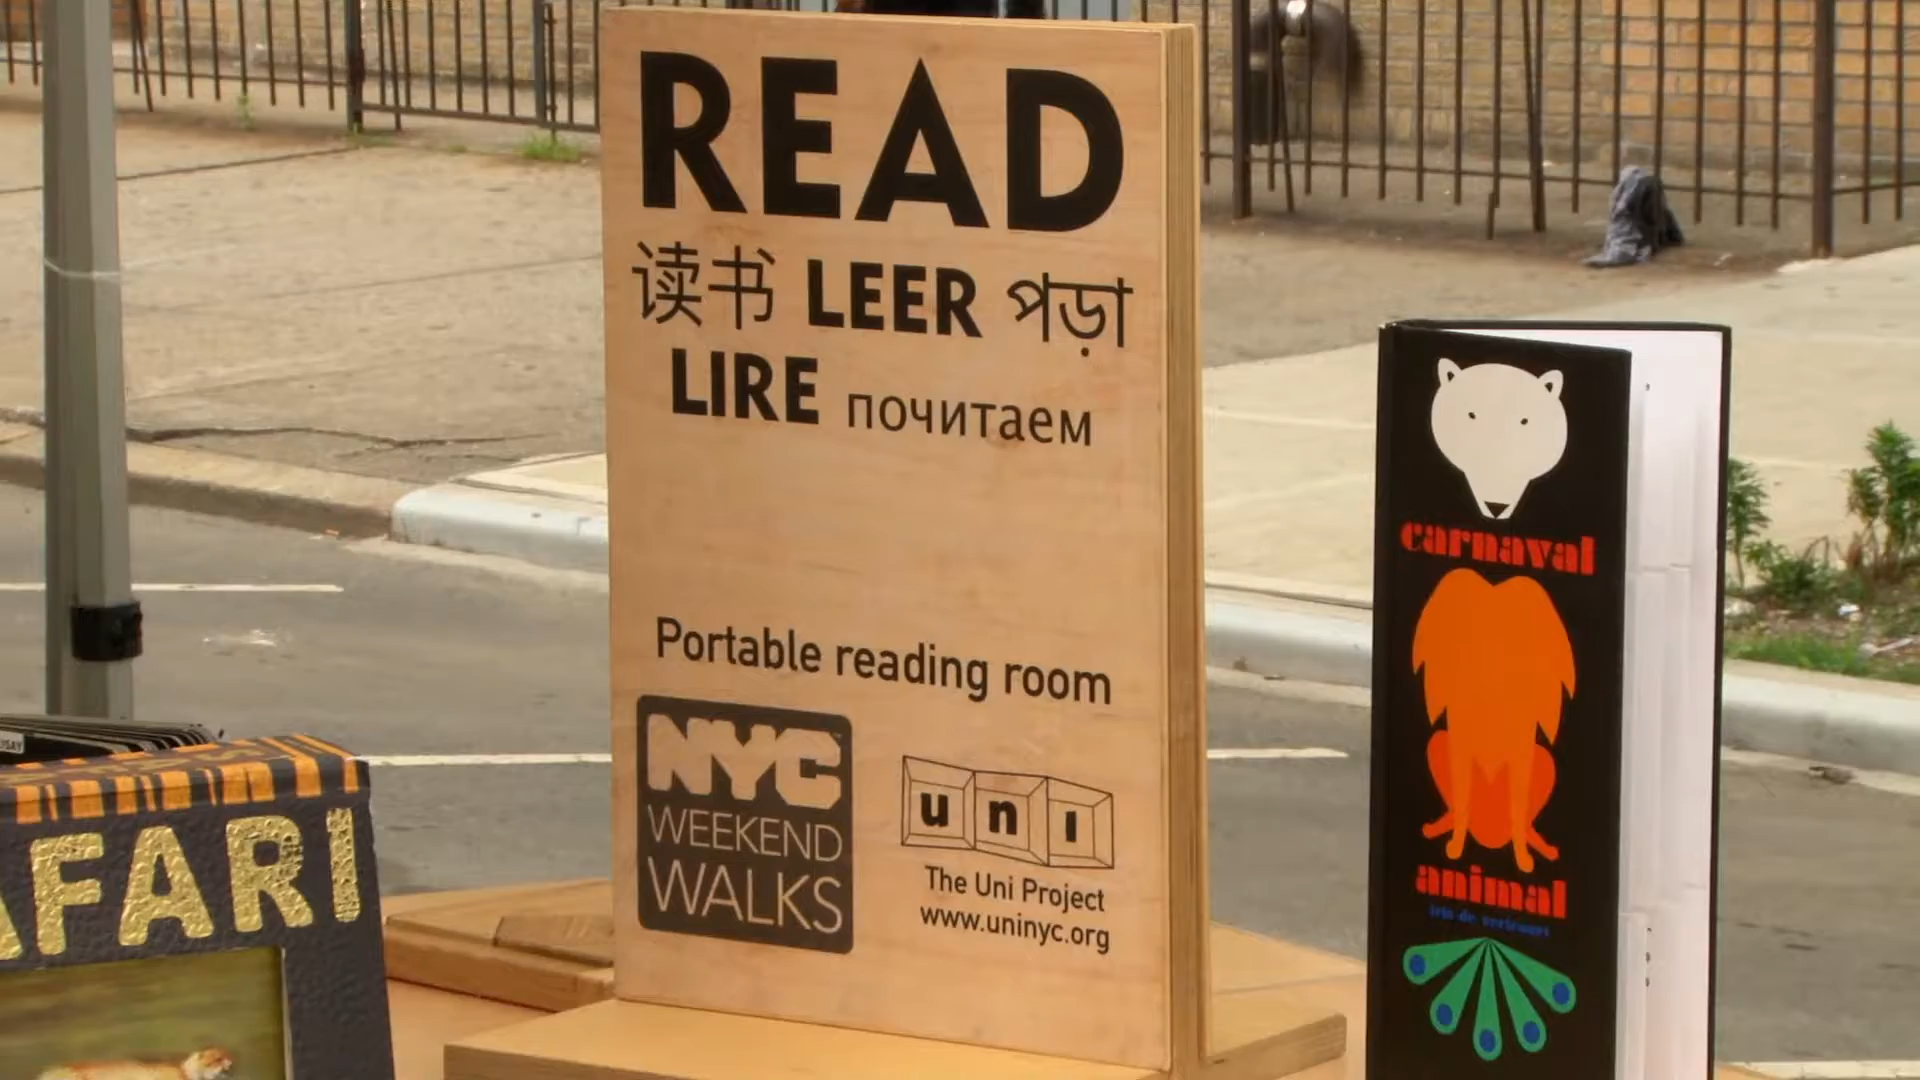 READ
读书 LEER পড়া
LIRE почитаем
Portable reading room
NYC
WEEKEND
WALKS
uni
The Uni Project
www.uninyc.org
carnaval
animal
AFARI